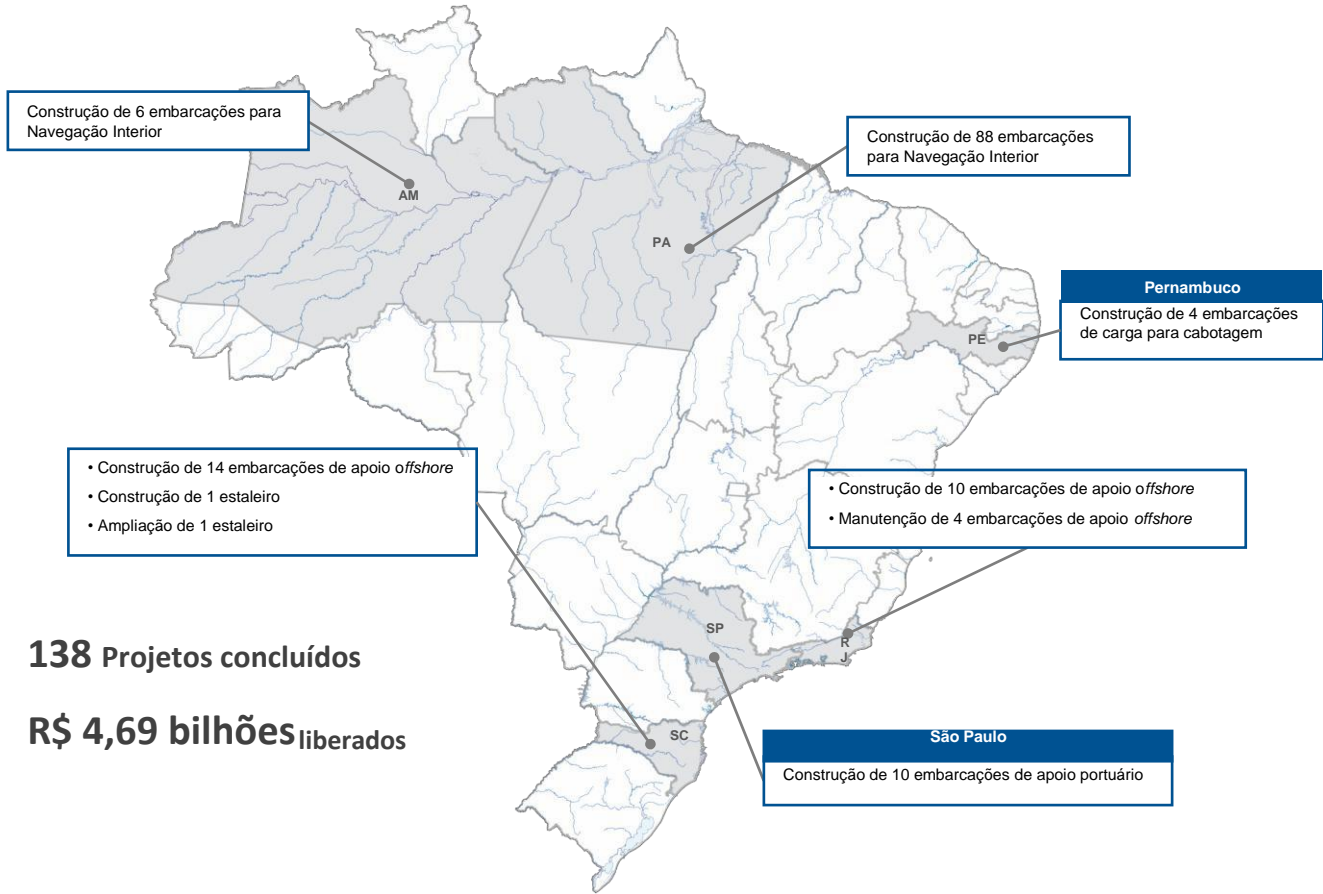 Construção de 6 embarcações para
Navegação Interior
Construção de 88 embarcações
para Navegação Interior
AM
PA
Pernambuco
Construção de 4 embarcações
de carga para cabotagem
PE
• Construção de 14 embarcações de apoio offshore
• Construção de 1 estaleiro
• Ampliação de 1 estaleiro
• Construção de 10 embarcações de apoio offshore
• Manutenção de 4 embarcações de apoio offshore
SP
R
J
138 Projetos concluídos
R$ 4,69 bilhões liberados
SC
São Paulo
Construção de 10 embarcações de apoio portuário